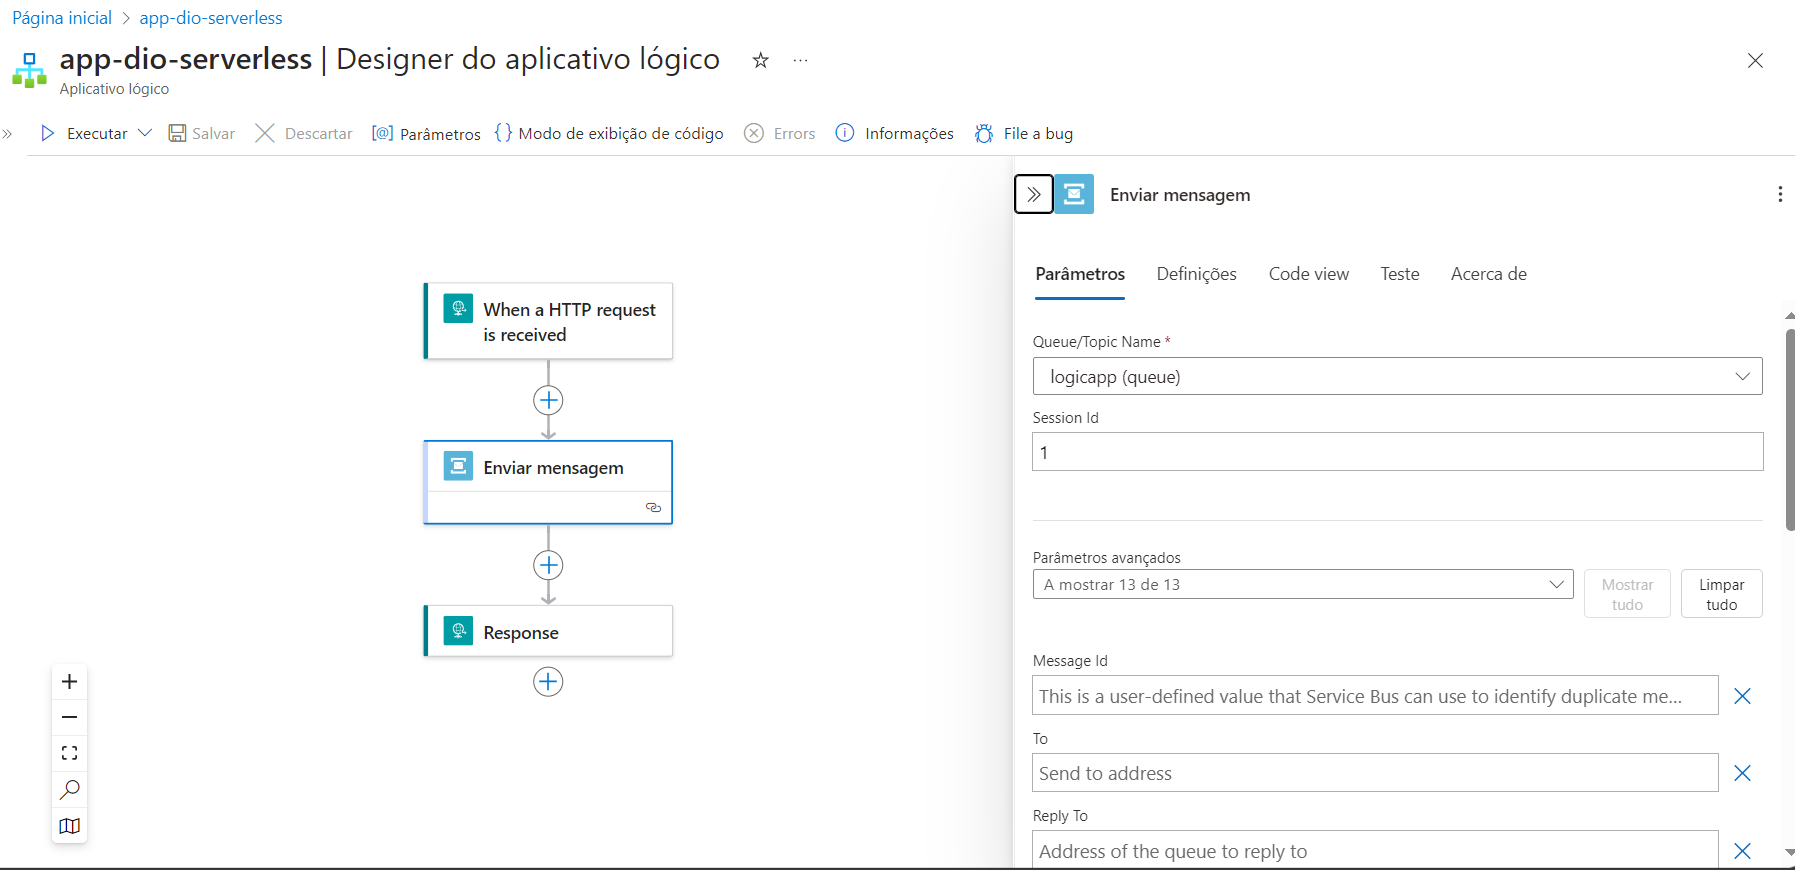 Página inicial > app-dio-serverless
app-dio-serverless | Designer do aplicativo lógico
Aplicativo lógico
Executar Salvar Descartar Parâmetros Modo de exibição de código Errors Informações File a bug
When a HTTP request
is received
Enviar mensagem
Response
Enviar mensagem
Parâmetros Definições Code view Teste Acerca de
Queue/Topic Name *
logicapp (queue)
Session Id
1
Parâmetros avançados
A mostrar 13 de 13
Mostrar
tudo
Limpar
tudo
Message Id
This is a user-defined value that Service Bus can use to identify duplicate me...
To
Send to address
Reply To
Address of the queue to reply to